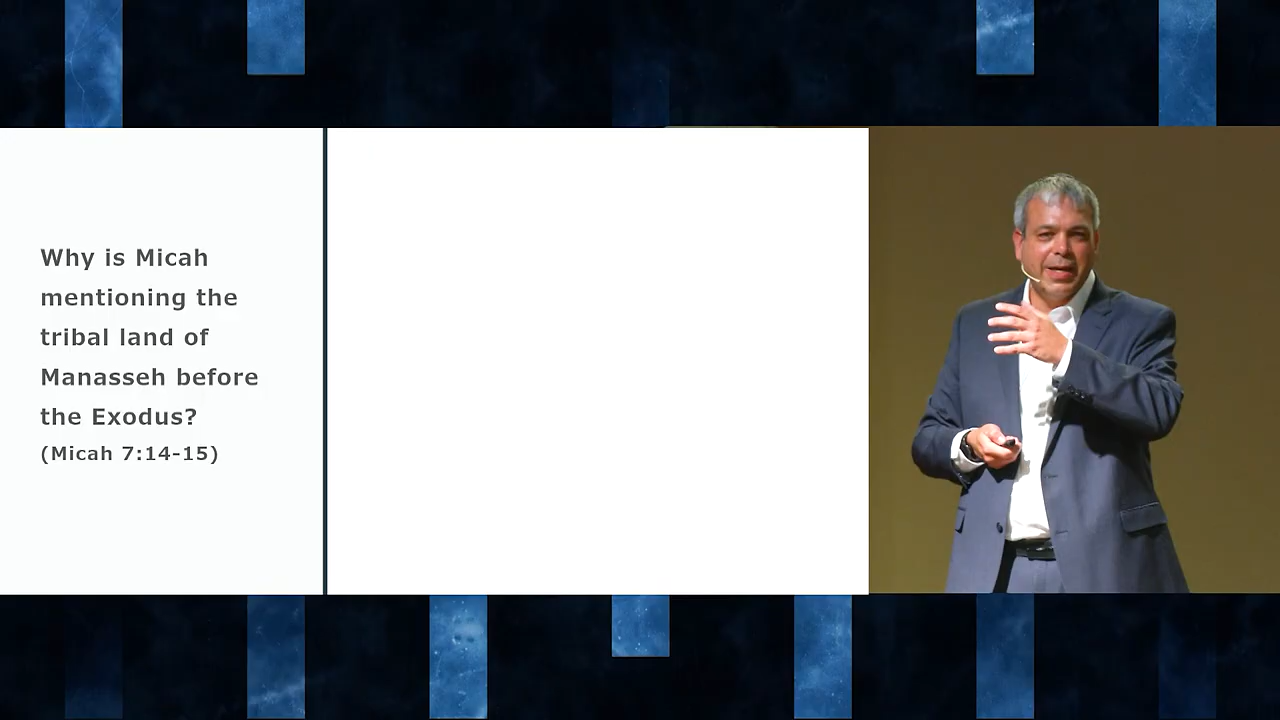 Why is Micah
mentioning the
tribal land of
Manasseh before
the Exodus?
(Micah 7:14-15)